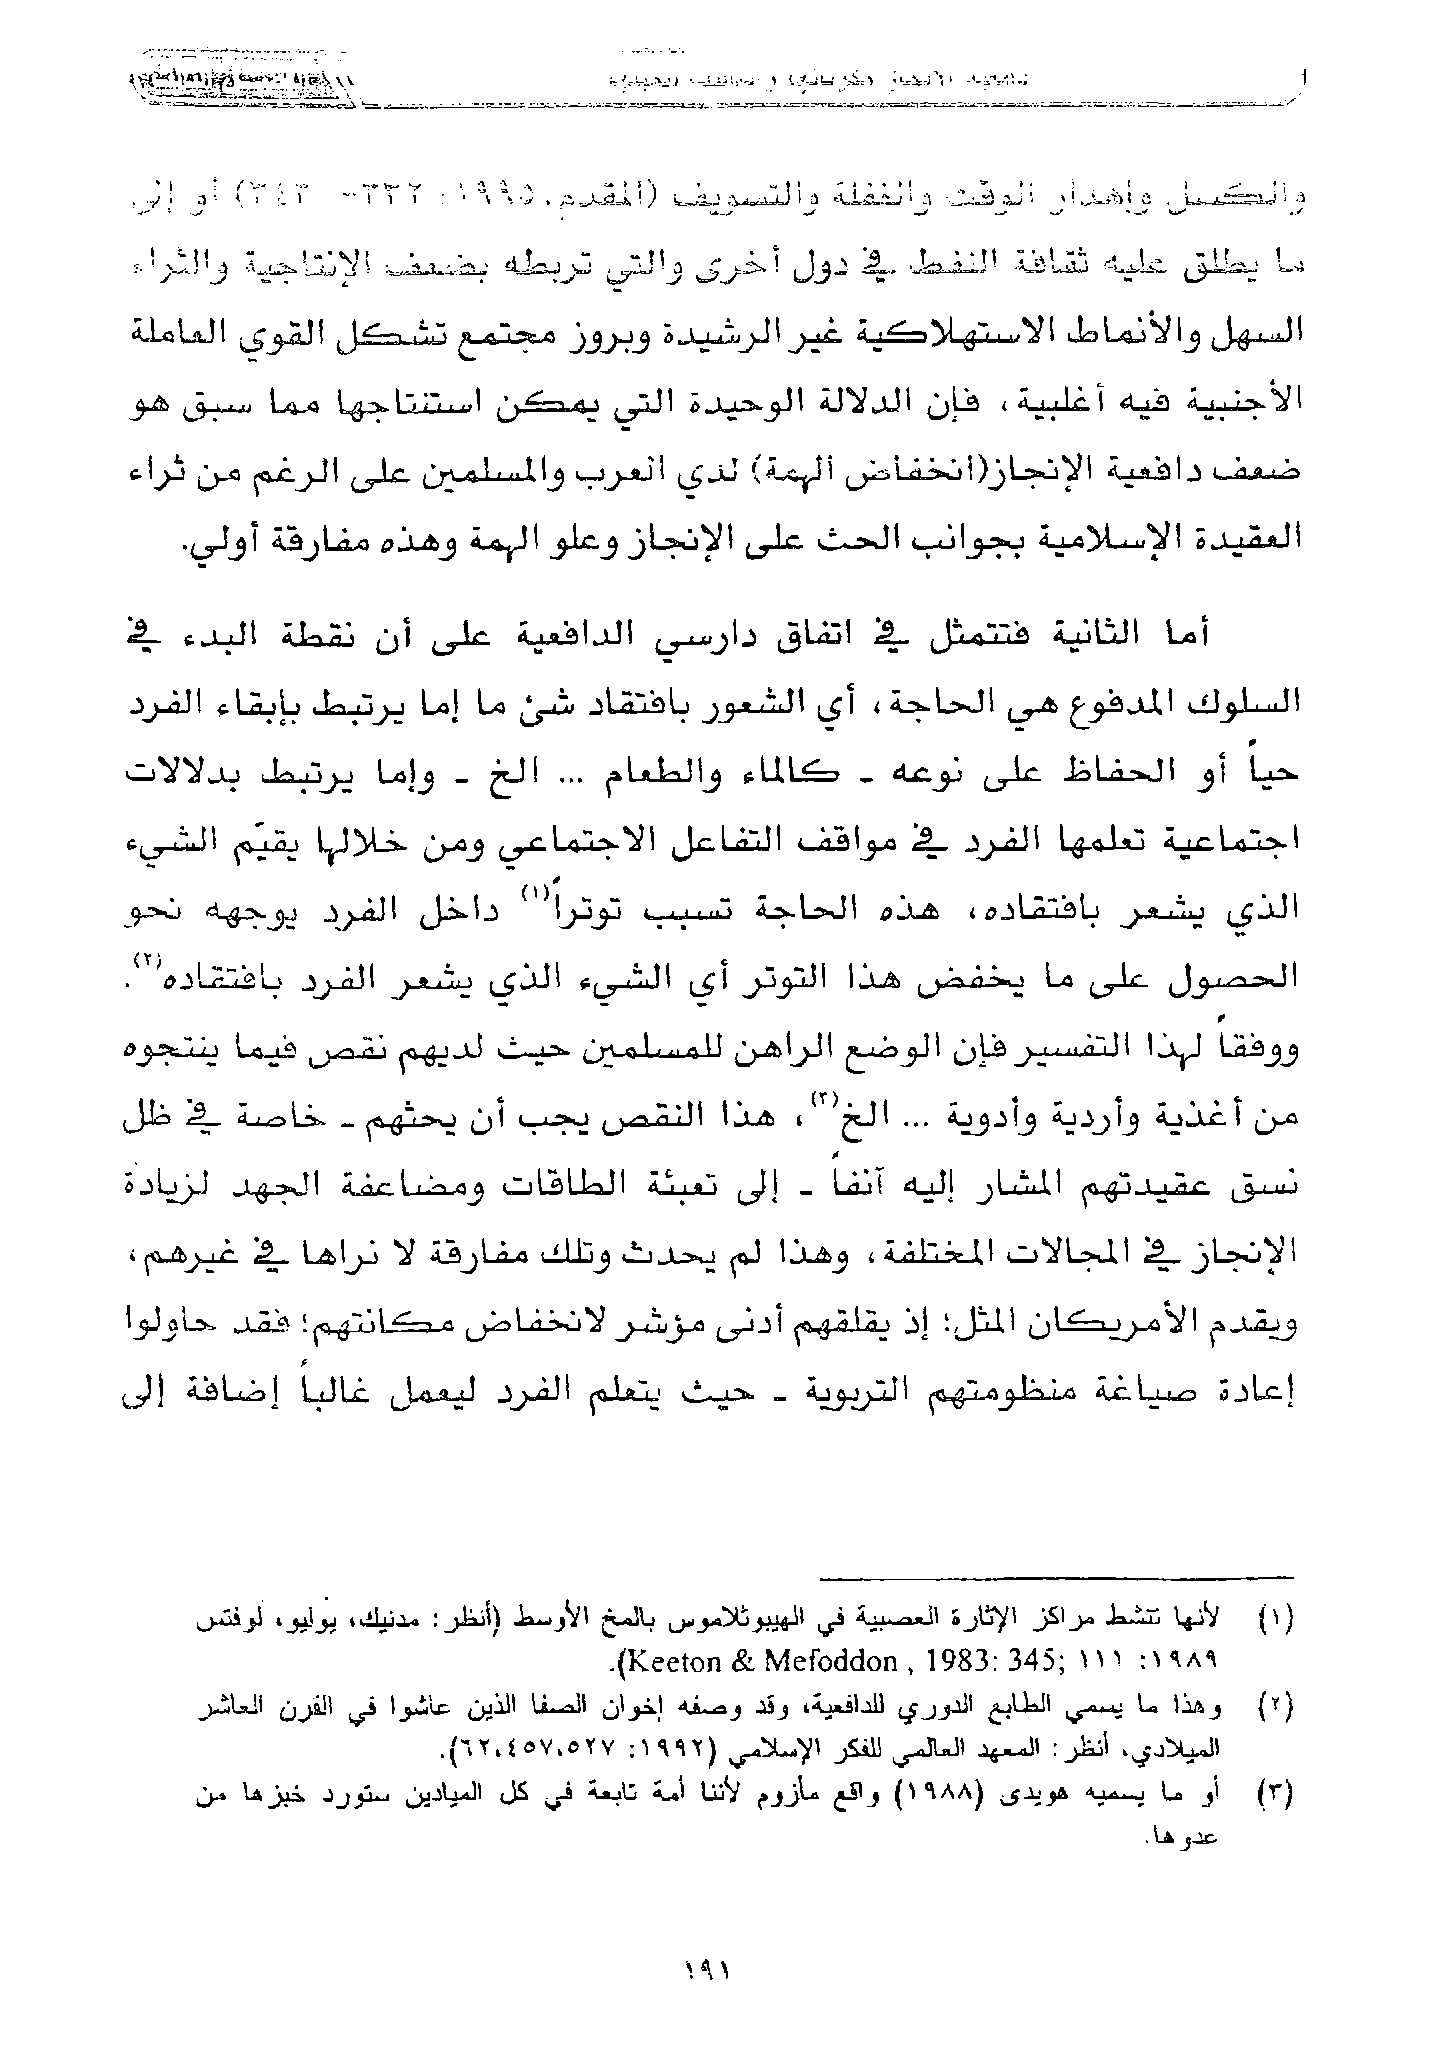 والكسل وإهدار الوقت والغفلة والتسويف (المقدم، ١٩٩٥: ٣٣٢- ٣٤٣) أو إلى
ما يطلق عليه ثقافة النفط في دول أخرى والتي تربطه بضعف الإنتاجية والثراء
السهل والأنماط الاستهلاكية غير الرشيدة وبروز مجتمع تشكل القوي العاملة
الأجنبية فيه أغلبية، فإن الدلالة الوحيدة التي يمكن استنتاجها مما سبق هو
ضعف دافعية الإنجاز(انخفاض الهمة) لدي العرب والمسلمين على الرغم من ثراء
العقيدة الإسلامية بجوانب الحث على الإنجاز وعلو الهمة وهذه مفارقة أولي.
أما الثانية فتتمثل في اتفاق دارسي الدافعية على أن نقطة البدء في
السلوك المدفوع هي الحاجة، أي الشعور بافتقاد شئ ما إما يرتبط بإبقاء الفرد
حياً أو الحفاظ على نوعه - كالماء والطعام ... الخ - وإما يرتبط بدلالات
اجتماعية تعلمها الفرد في مواقف التفاعل الاجتماعي ومن خلالها يقيّم الشيء
الذي يشعر بافتقاده، هذه الحاجة تسبب توتراً(١) داخل الفرد يوجهه نحو
الحصول على ما يخفض هذا التوتر أي الشيء الذي يشعر الفرد بافتقاده(٢).
ووفقاً لهذا التفسير فإن الوضع الراهن للمسلمين حيث لديهم نقص فيما ينتجوه
من أغذية وأردية وأدوية ... الخ(٣)، هذا النقص يجب أن يحثهم - خاصة في ظل
نسق عقيدتهم المشار إليه آنفاً - إلى تعبئة الطاقات ومضاعفة الجهد لزيادة
الإنجاز في المجالات المختلفة، وهذا لم يحدث وتلك مفارقة لا نراها في غيرهم،
ويقدم الأمريكان المثل؛ إذ يقلقهم أدنى مؤشر لانخفاض مكانتهم؛ فقد حاولوا
إعادة صياغة منظومتهم التربوية - حيث يتعلم الفرد ليعمل غالباً إضافة إلى
(١) لأنها تنشط مراكز الإثارة العصبية في الهيبوثلاموس بالمخ الأوسط (أنظر: مدنيك، يوليو، لوفتس
١٩٨٩: ١١١ ;Keeton & Mefoddon , 1983: 345).
(٢) وهذا ما يسمي الطابع الدوري للدافعية، وقد وصفه إخوان الصفا الذين عاشوا في القرن العاشر
الميلادي، أنظر: المعهد العالمي للفكر الإسلامي (١٩٩٢: ٦٢،٤٥٧،٥٢٧).
(٣) أو ما يسميه هويدى (١٩٨٨) واقع مأزوم لأننا أمة تابعة في كل الميادين ستورد خبزها من
عدوها.
١٩١